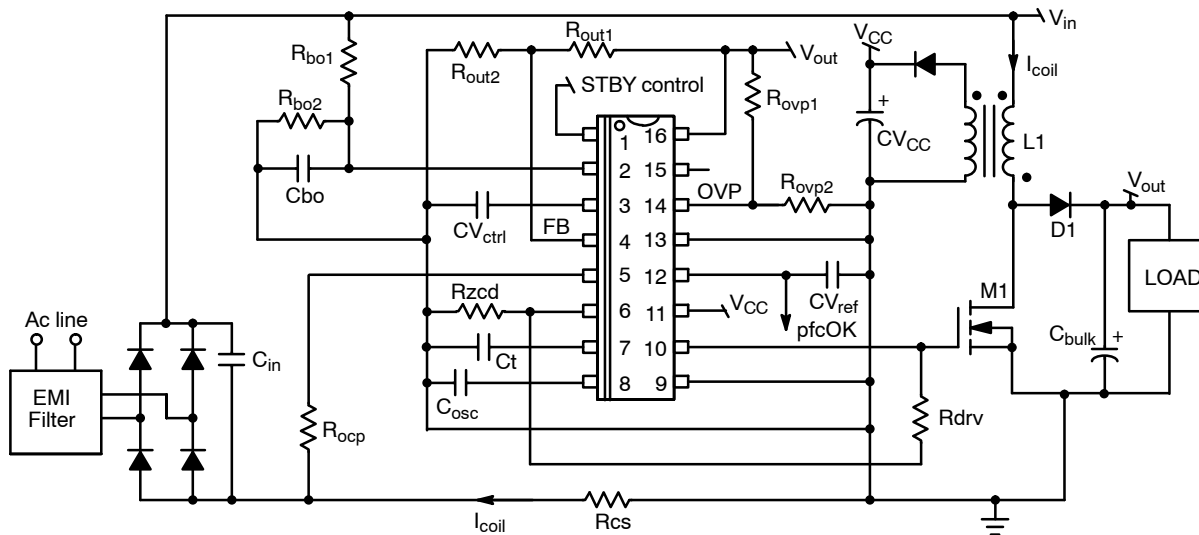 Vin
Rbo1
Rout1
Rout2
Vout
VCC
Icoil
STBY control
Rovp1
Rbo2
+
CVCC
L1
1
16
2
15
Cbo
OVP
Rovp2
Vout
3
14
CVctrl
FB
4
13
D1
5
12
LOAD
Rzcd
VCC
CVref
M1
6
11
Ac line
pfcOK
Cin
Ct
7
10
Cbulk
+
8
9
EMI
Filter
Cosc
Rocp
Rdrv
Icoil
Rcs